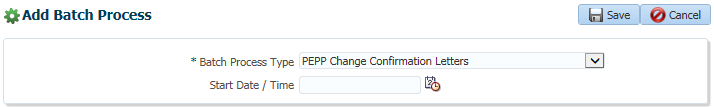 Add Batch Process
Save
Cancel
* Batch Process Type
PEPP Change Confirmation Letters
Start Date / Time